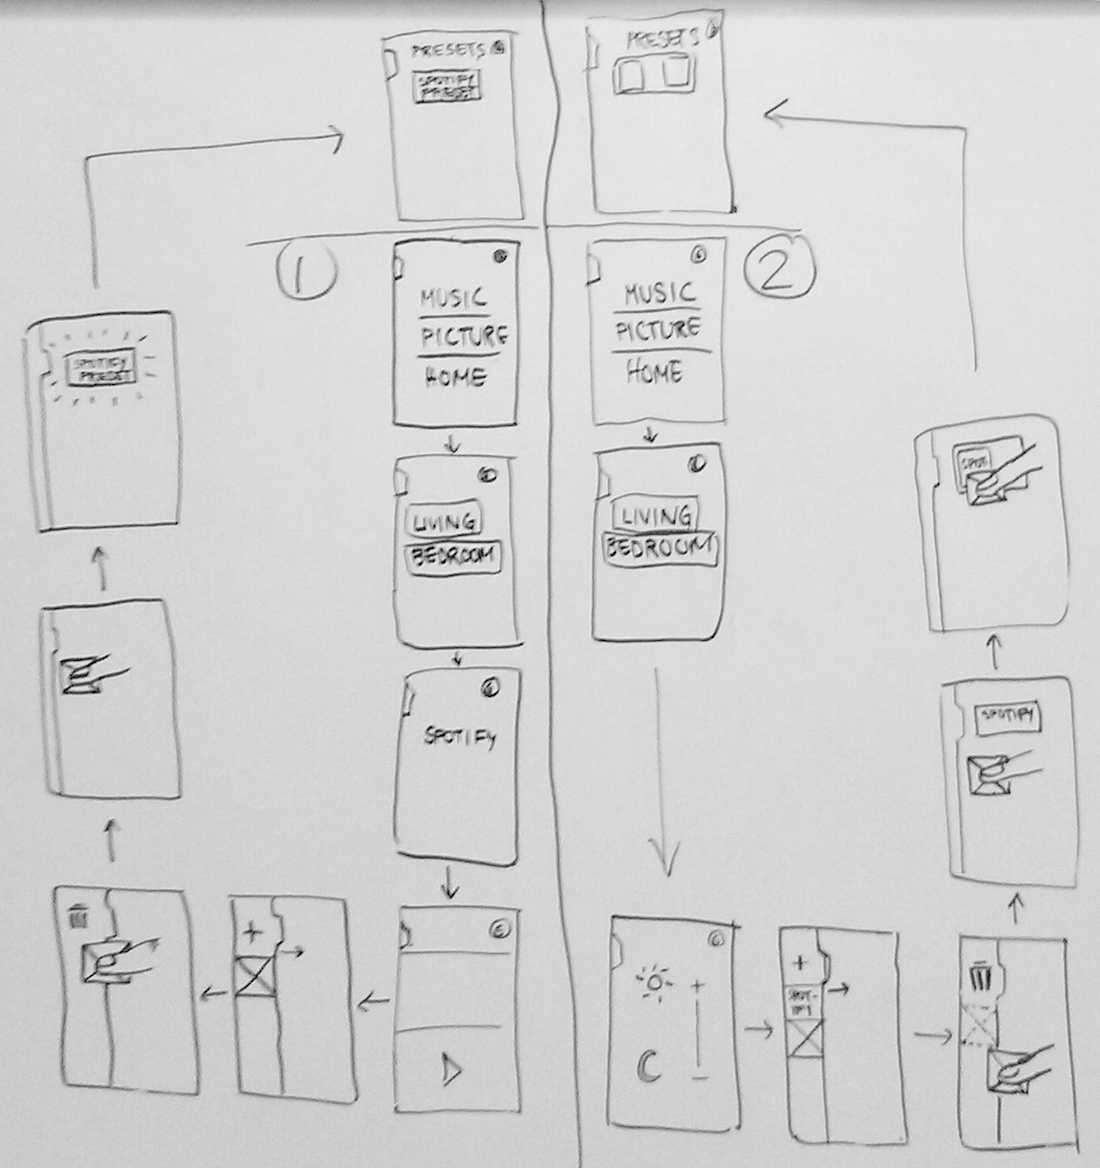 PRESETS
SPOTIFY
PRESET
PRESETS
1
2
MUSIC
PICTURE
HOME
MUSIC
PICTURE
HOME
SPOTIFY
PRESET
LIVING
BEDROOM
LIVING
BEDROOM
SPOT
SPOTIFY
SPOTIFY
+
+
-
+
SPOT-
IFY